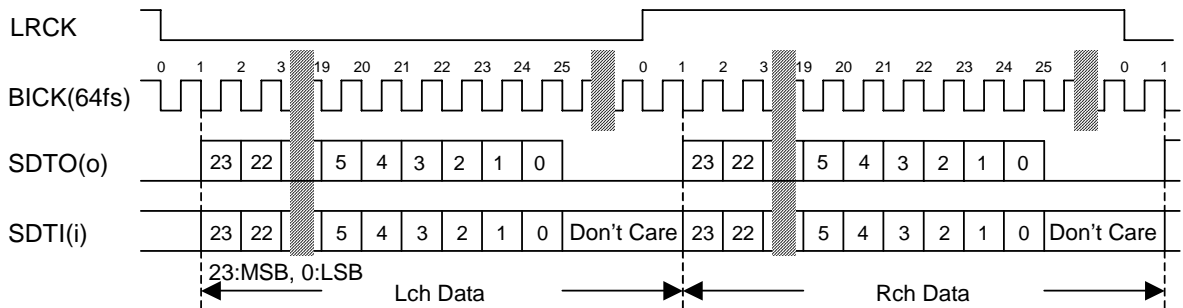 LRCK
0 1 2 3 19 20 21 22 23 24 25 0 1 2 3 19 20 21 22 23 24 25 0 1
BICK(64fs)
SDTO(o) 23 22 5 4 3 2 1 0 23 22 5 4 3 2 1 0
SDTI(i) 23 22 5 4 3 2 1 0 Don't Care 23 22 5 4 3 2 1 0 Don't Care
23:MSB, 0:LSB
Lch Data Rch Data